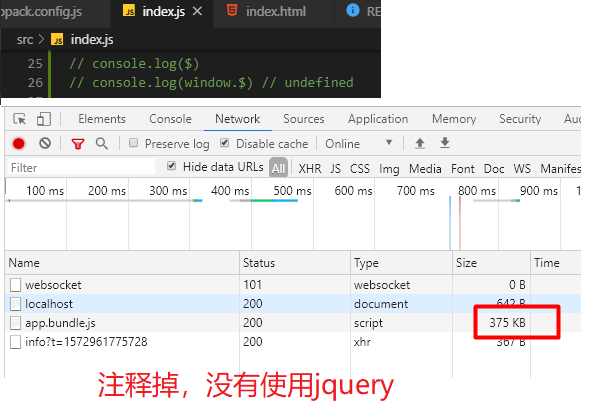 opack.config.js
index.js
index.html
RE
src > index.js
25 // console.log($)
26 // console.log(window.$) // undefined
Elements Console Network Sources Application Memory Security Aud
Preserve log Disable cache Online
Filter Hide data URLs All XHR JS CSS Img Media Font Doc WS Manifes
100 ms 200 ms 300 ms 400 ms 500 ms 600 ms 700 ms 800 ms 900 ms
Name Status Type Size Time
websocket 101 websocket 0 B
localhost 200 document 642 B
app.bundle.js 200 script 375 KB
info?t=1572961775728 200 xhr 367 B
注释掉，没有使用jquery